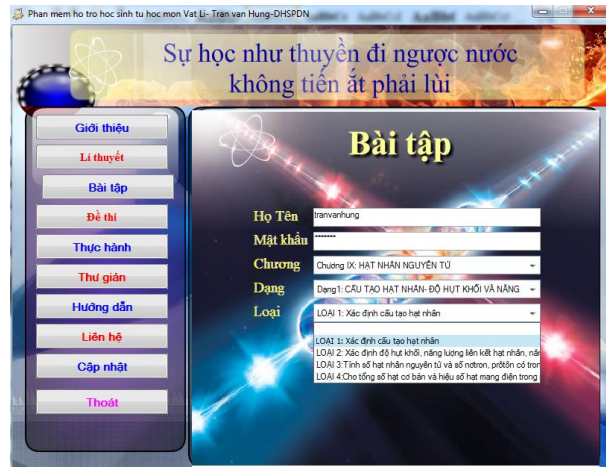 Phan mem ho tro hoc sinh tu hoc mon Vat Li- Tran van Hung-DHSPDN
Sự học như thuyền đi ngược nước
không tiến ắt phải lùi
Giới thiệu
Lí thuyết
Bài tập
Đề thi
Thực hành
Thư giản
Hướng dẫn
Liên hệ
Cập nhật
Thoát
Bài tập
Họ Tên tranvanhung
Mật khẩu *******
Chương Chương IX: HẠT NHÂN NGUYÊN TỬ
Dạng Dạng1: CẤU TẠO HẠT NHÂN- ĐỘ HỤT KHỐI VÀ NĂNG
Loại LOẠI 1: Xác định cấu tạo hạt nhân
LOẠI 1: Xác định cấu tạo hạt nhân
LOẠI 2: Xác định độ hụt khối, năng lượng liên kết hạt nhân, năn
LOẠI 3:Tính số hạt nhân nguyên tử và số nơtron, prôtôn có tron
LOẠI 4:Cho tổng số hạt cơ bản và hiệu số hạt mang điện trong